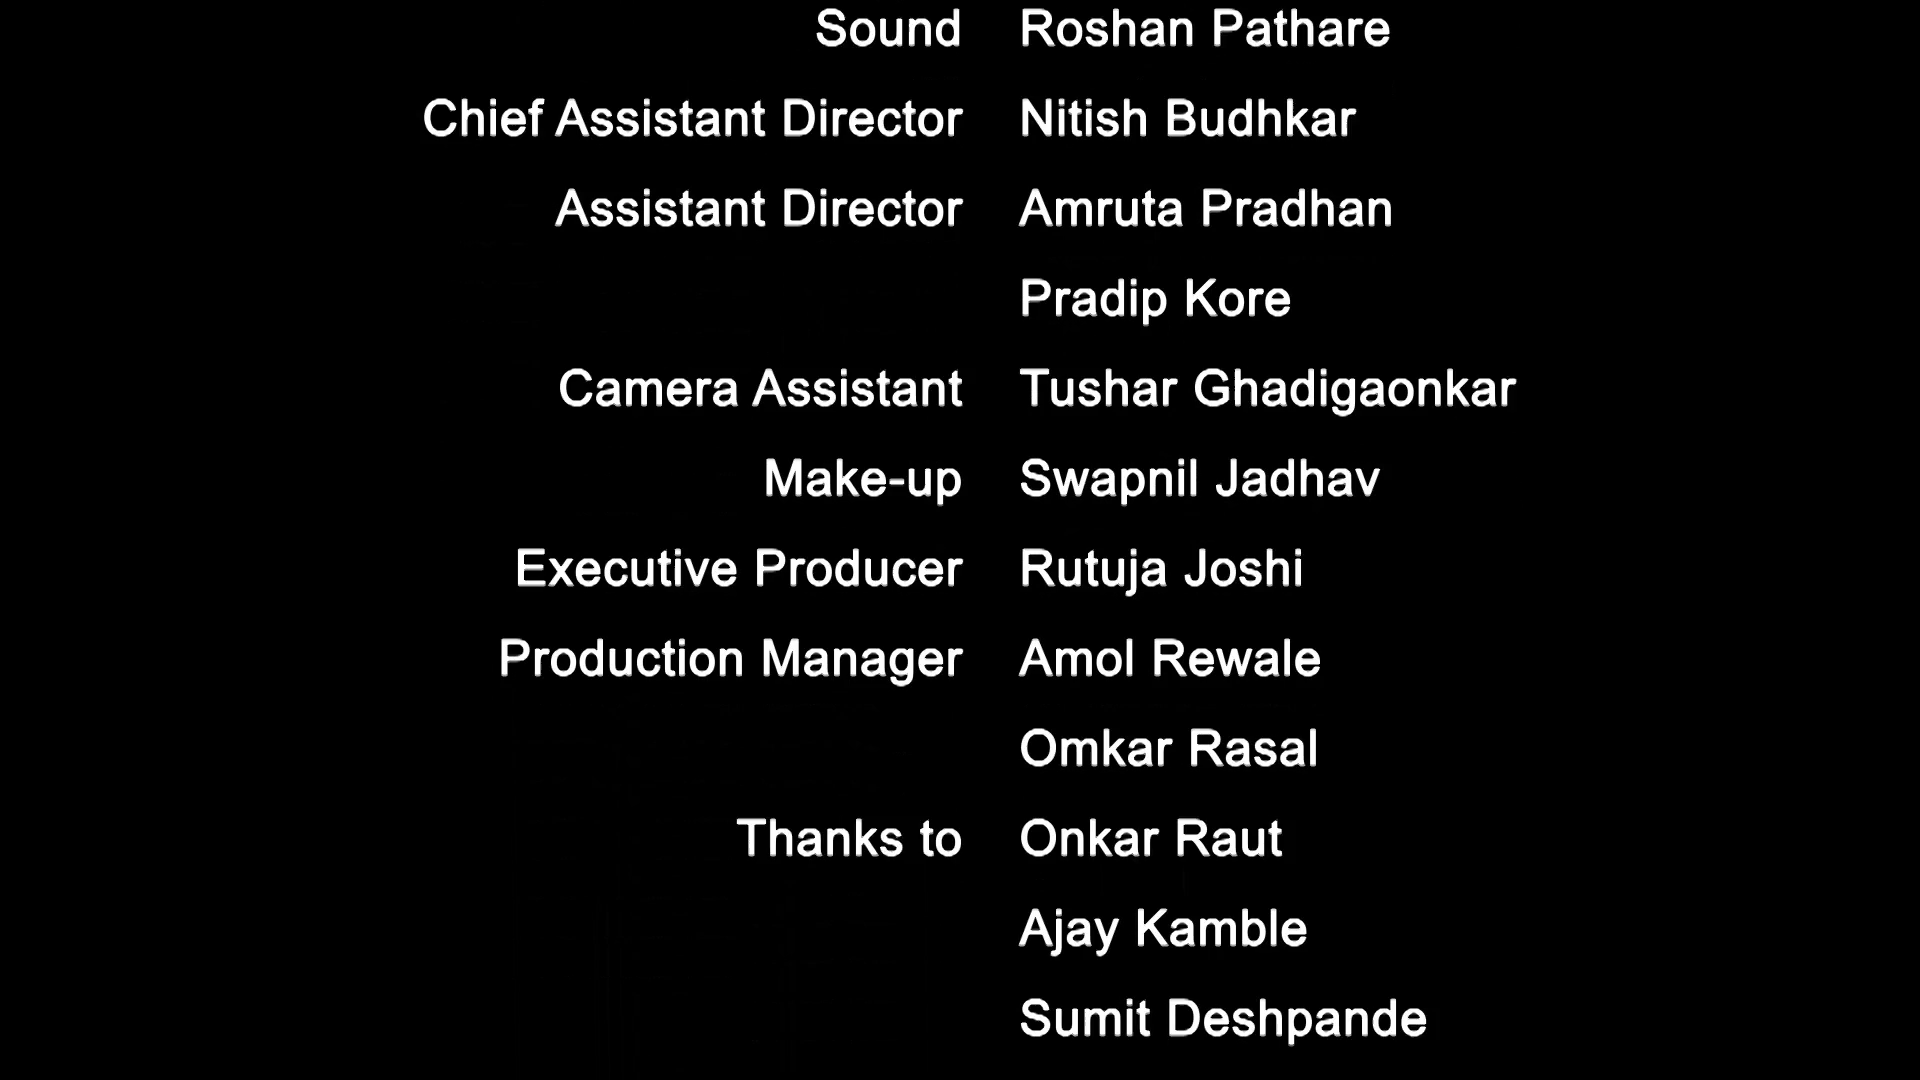 Sound Roshan Pathare
Chief Assistant Director Nitish Budhkar
Assistant Director Amruta Pradhan
Pradip Kore
Camera Assistant Tushar Ghadigaonkar
Make-up Swapnil Jadhav
Executive Producer Rutuja Joshi
Production Manager Amol Rewale
Omkar Rasal
Thanks to Onkar Raut
Ajay Kamble
Sumit Deshpande